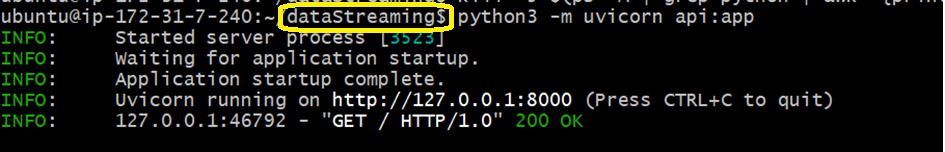 ubuntu@ip-172-31-7-240:~ dataStreaming$ python3 -m uvicorn api:app
INFO: Started server process [3523]
INFO: Waiting for application startup.
INFO: Application startup complete.
INFO: Uvicorn running on http://127.0.0.1:8000 (Press CTRL+C to quit)
INFO: 127.0.0.1:46792 - "GET / HTTP/1.0" 200 OK